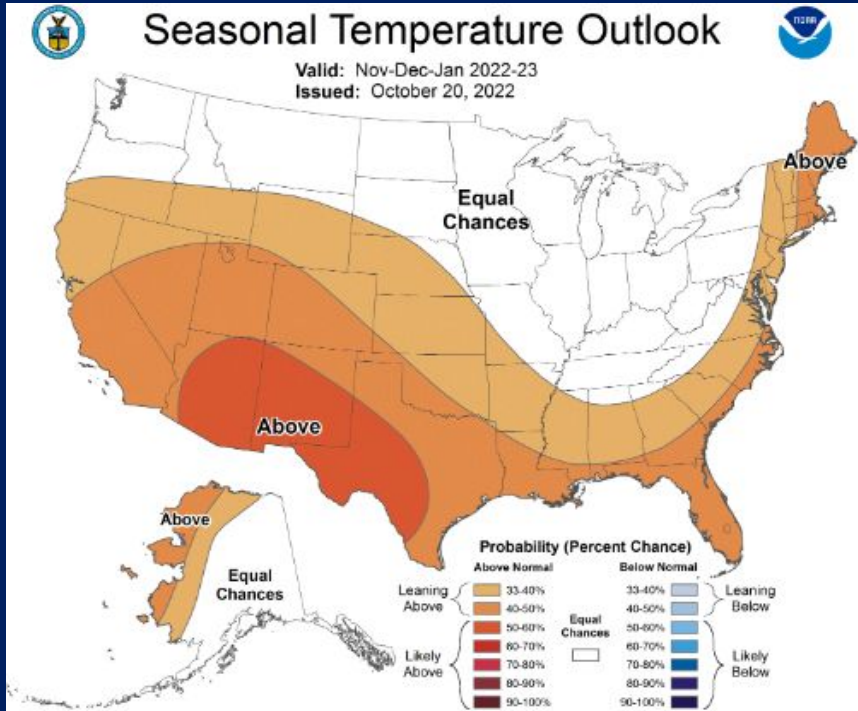 NOAA
Seasonal Temperature Outlook
Valid: Nov-Dec-Jan 2022-23
Issued: October 20, 2022
Above
Equal
Chances
Above
Above
Equal
Chances
Probability (Percent Chance)
Above Normal
Below Normal
Leaning
Above
33-40%
40-50%
Likely
Above
50-60%
60-70%
70-80%
80-90%
90-100%
Equal
Chances
33-40%
40-50%
Leaning
Below
50-60%
60-70%
70-80%
80-90%
90-100%
Likely
Below